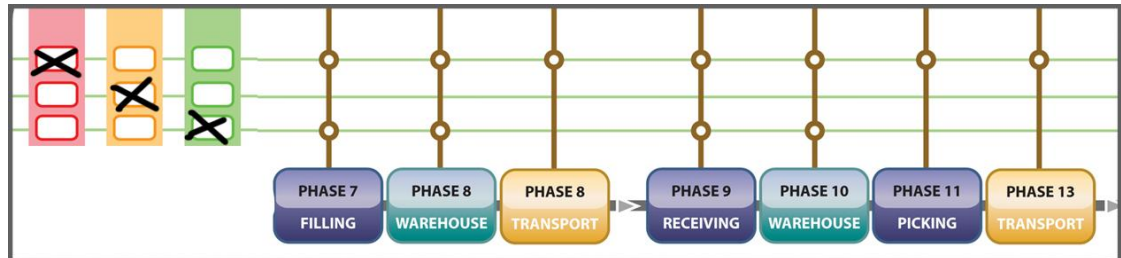 PHASE 7
FILLING
PHASE 8
WAREHOUSE
PHASE 8
TRANSPORT
PHASE 9
RECEIVING
PHASE 10
WAREHOUSE
PHASE 11
PICKING
PHASE 13
TRANSPORT